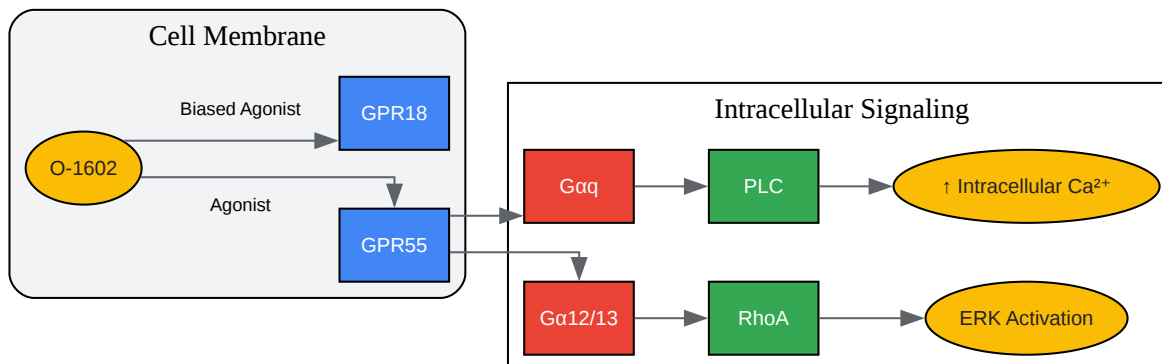 Cell Membrane
Biased Agonist
GPR18
O-1602
Agonist
GPR55
Intracellular Signaling
Gαq
PLC
↑ Intracellular Ca²⁺
Gα12/13
RhoA
ERK Activation